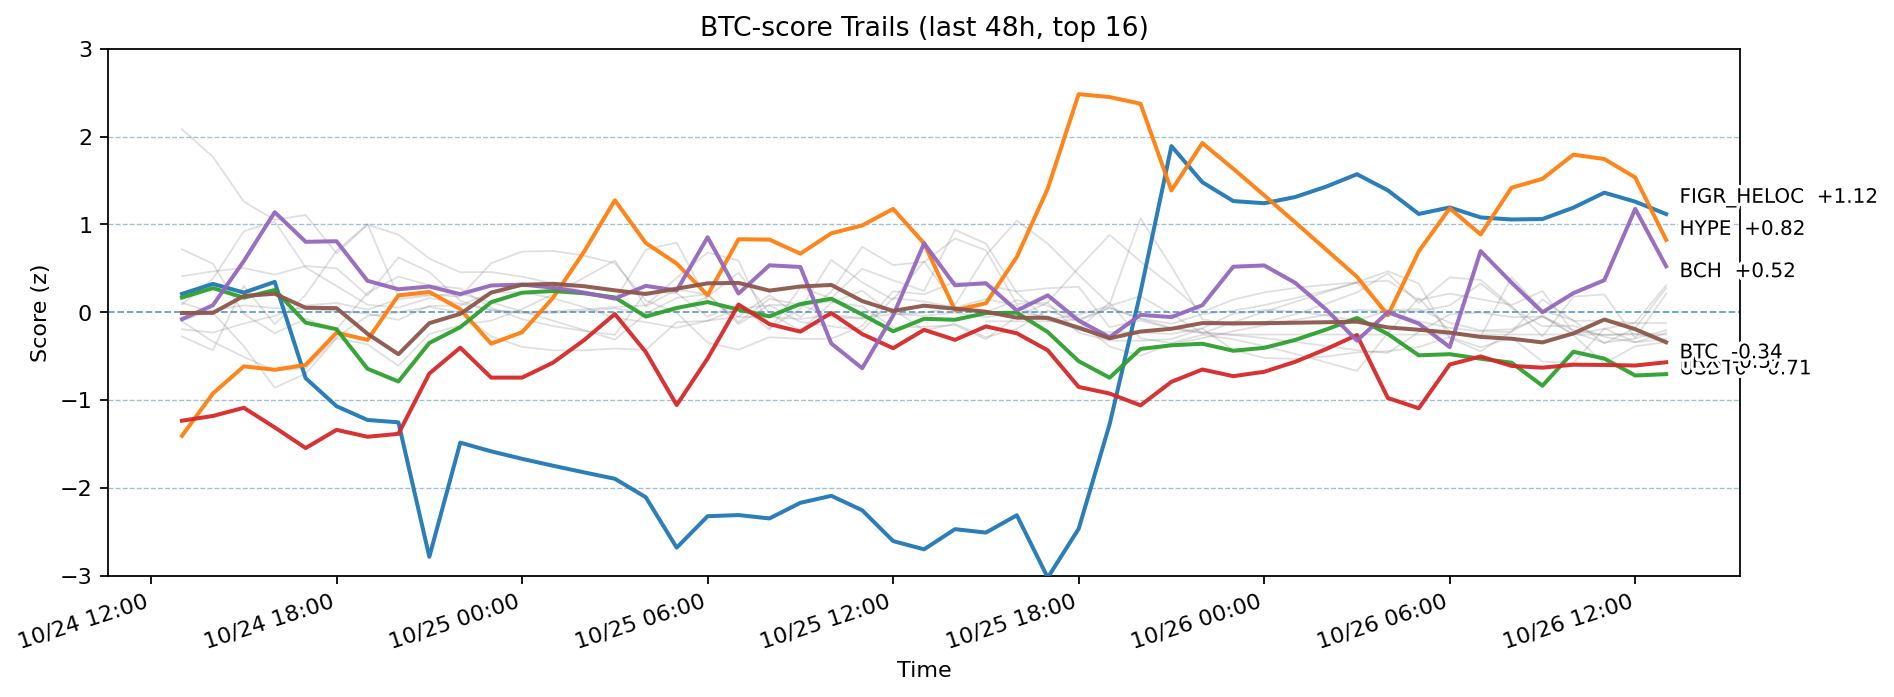 BTC-score Trails (last 48h, top 16)
3
2
1
0
−1
−2
−3
Score (z)
FIGR_HELOC +1.12
HYPE +0.82
BCH +0.52
BTC -0.34
10/24 12:00
10/24 18:00
10/25 00:00
10/25 06:00
10/25 12:00
10/25 18:00
10/26 00:00
10/26 06:00
10/26 12:00
Time